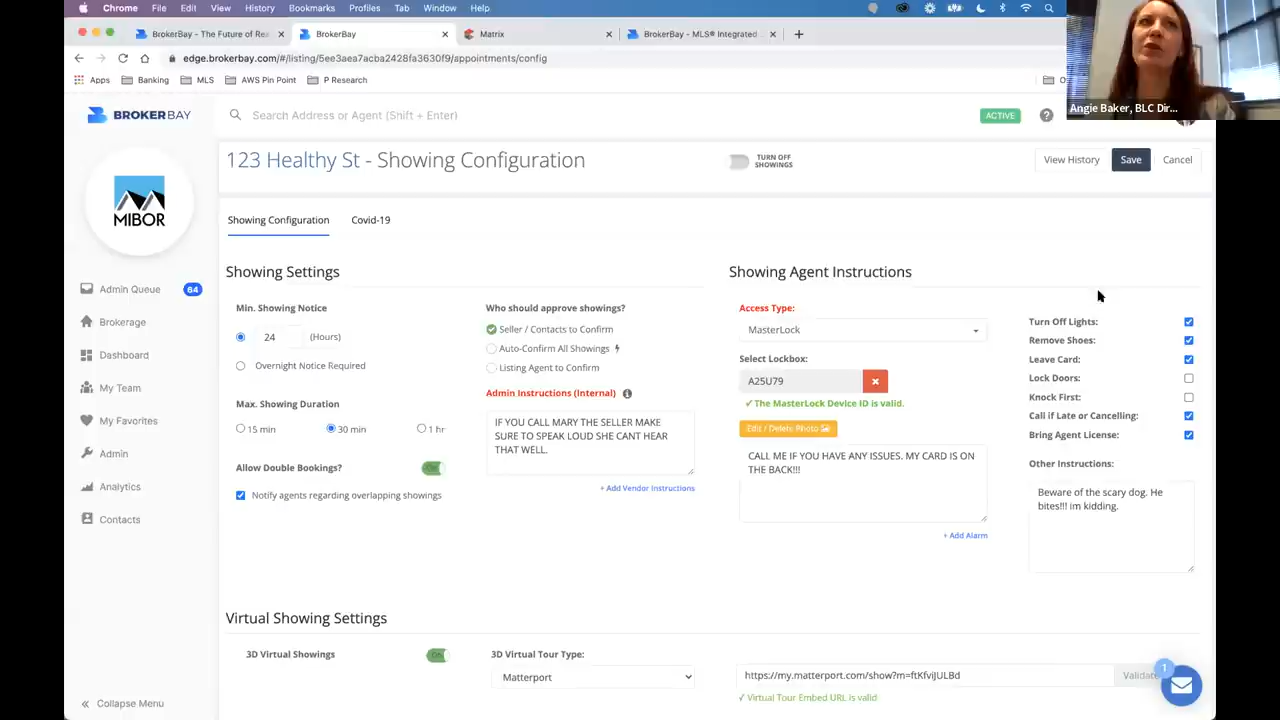 Chrome File Edit View History Bookmarks Profiles Tab Window Help
BrokerBay - The Future of Rea
BrokerBay
Matrix
BrokerBay - MLS® Integrated
edge.brokerbay.com/#/listing/5ee3aea7acba2428fa3630f9/appointments/config
Apps Banking MLS AWS Pin Point P Research
Angie Baker, BLC Dir...
BROKERBAY
Search Address or Agent (Shift + Enter)
ACTIVE
123 Healthy St - Showing Configuration
TURN OFF
SHOWINGS
View History Save Cancel
MIBOR
Admin Queue 64
Brokerage
Dashboard
My Team
My Favorites
Admin
Analytics
Contacts
Collapse Menu
Showing Configuration Covid-19
Showing Settings
Min. Showing Notice
24 (Hours)
Overnight Notice Required
Max. Showing Duration
15 min 30 min 1 hr
Allow Double Bookings? On
Notify agents regarding overlapping showings
Who should approve showings?
Seller / Contacts to Confirm
Auto-Confirm All Showings
Listing Agent to Confirm
Admin Instructions (Internal)
IF YOU CALL MARY THE SELLER MAKE
SURE TO SPEAK LOUD SHE CANT HEAR
THAT WELL.
+ Add Vendor Instructions
Showing Agent Instructions
Access Type:
MasterLock
Select Lockbox:
A25U79
The MasterLock Device ID is valid.
Edit / Delete Photo
CALL ME IF YOU HAVE ANY ISSUES. MY CARD IS ON
THE BACK!!!
+ Add Alarm
Turn Off Lights:
Remove Shoes:
Leave Card:
Lock Doors:
Knock First:
Call if Late or Cancelling:
Bring Agent License:
Other Instructions:
Beware of the scary dog. He
bites!!! im kidding.
Virtual Showing Settings
3D Virtual Showings On
3D Virtual Tour Type:
Matterport
https://my.matterport.com/show?m=ftKfviJULBd
Virtual Tour Embed URL is valid
1